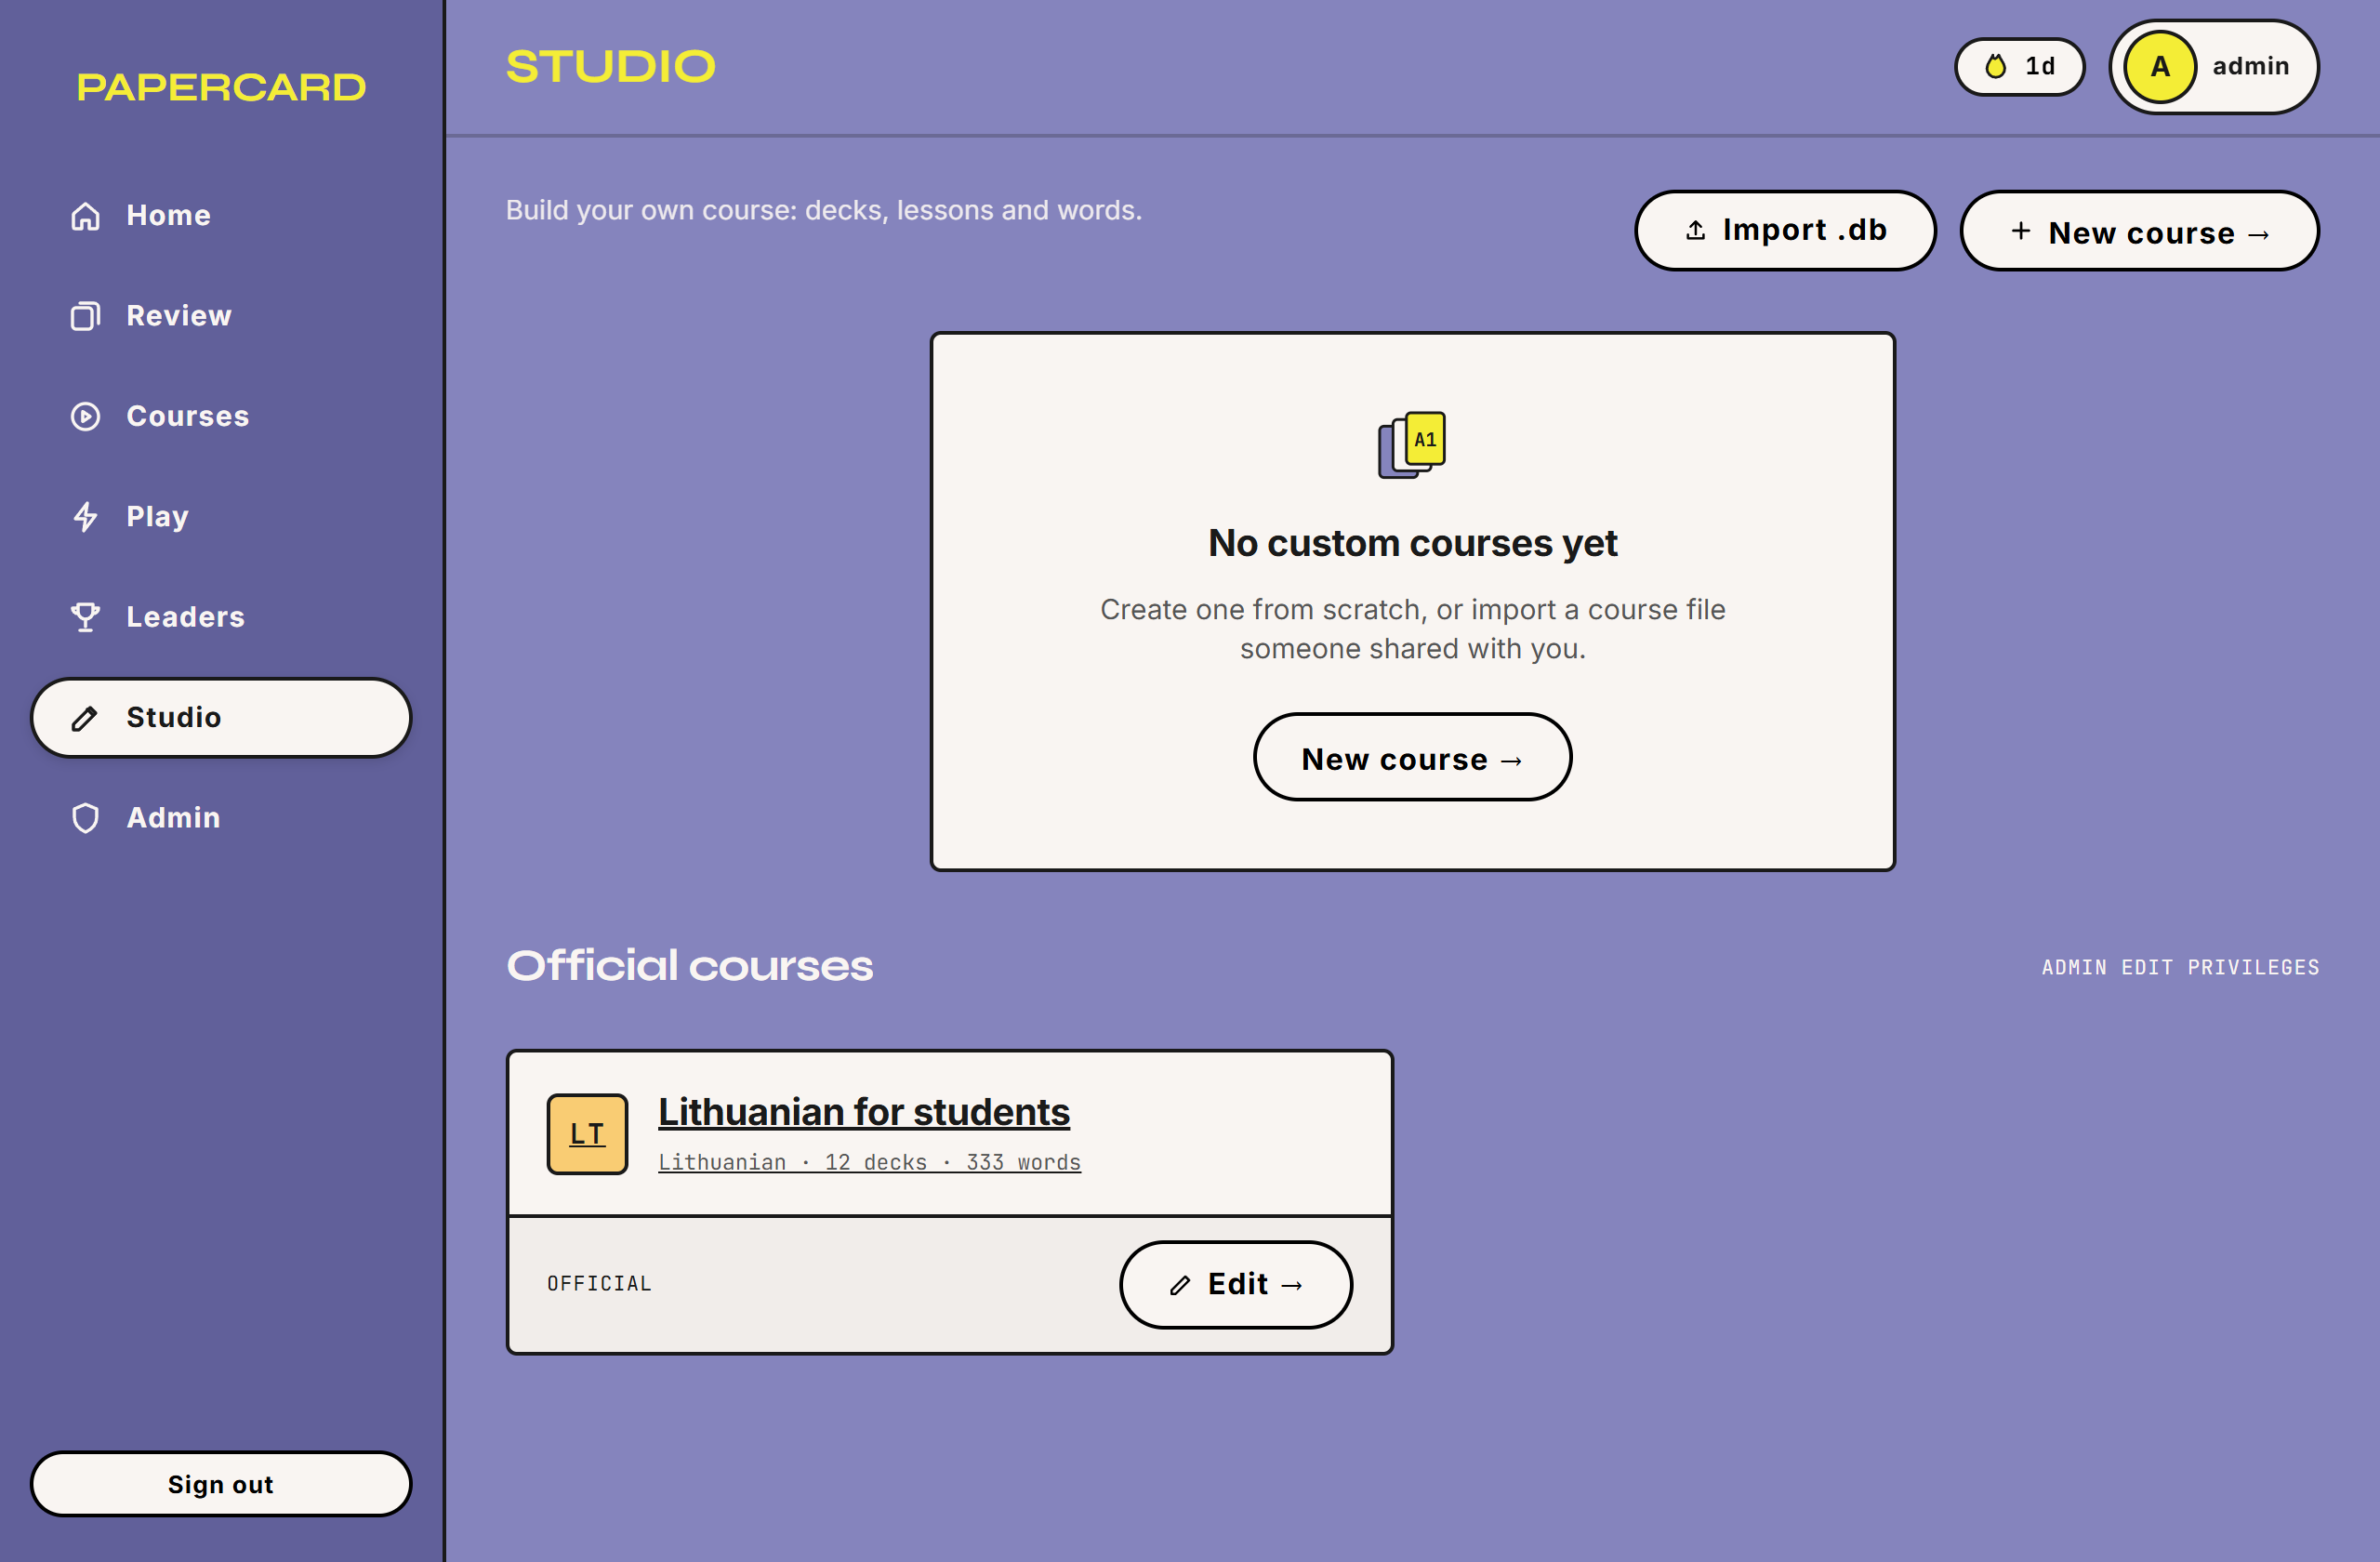 PAPERCARD
Home
Review
Courses
Play
Leaders
Studio
Admin
Sign out
STUDIO
1d
A
admin
Build your own course: decks, lessons and words.
Import .db
+ New course →
A1
No custom courses yet
Create one from scratch, or import a course file
someone shared with you.
New course →
Official courses
ADMIN EDIT PRIVILEGES
LT
Lithuanian for students
Lithuanian · 12 decks · 333 words
OFFICIAL
Edit →